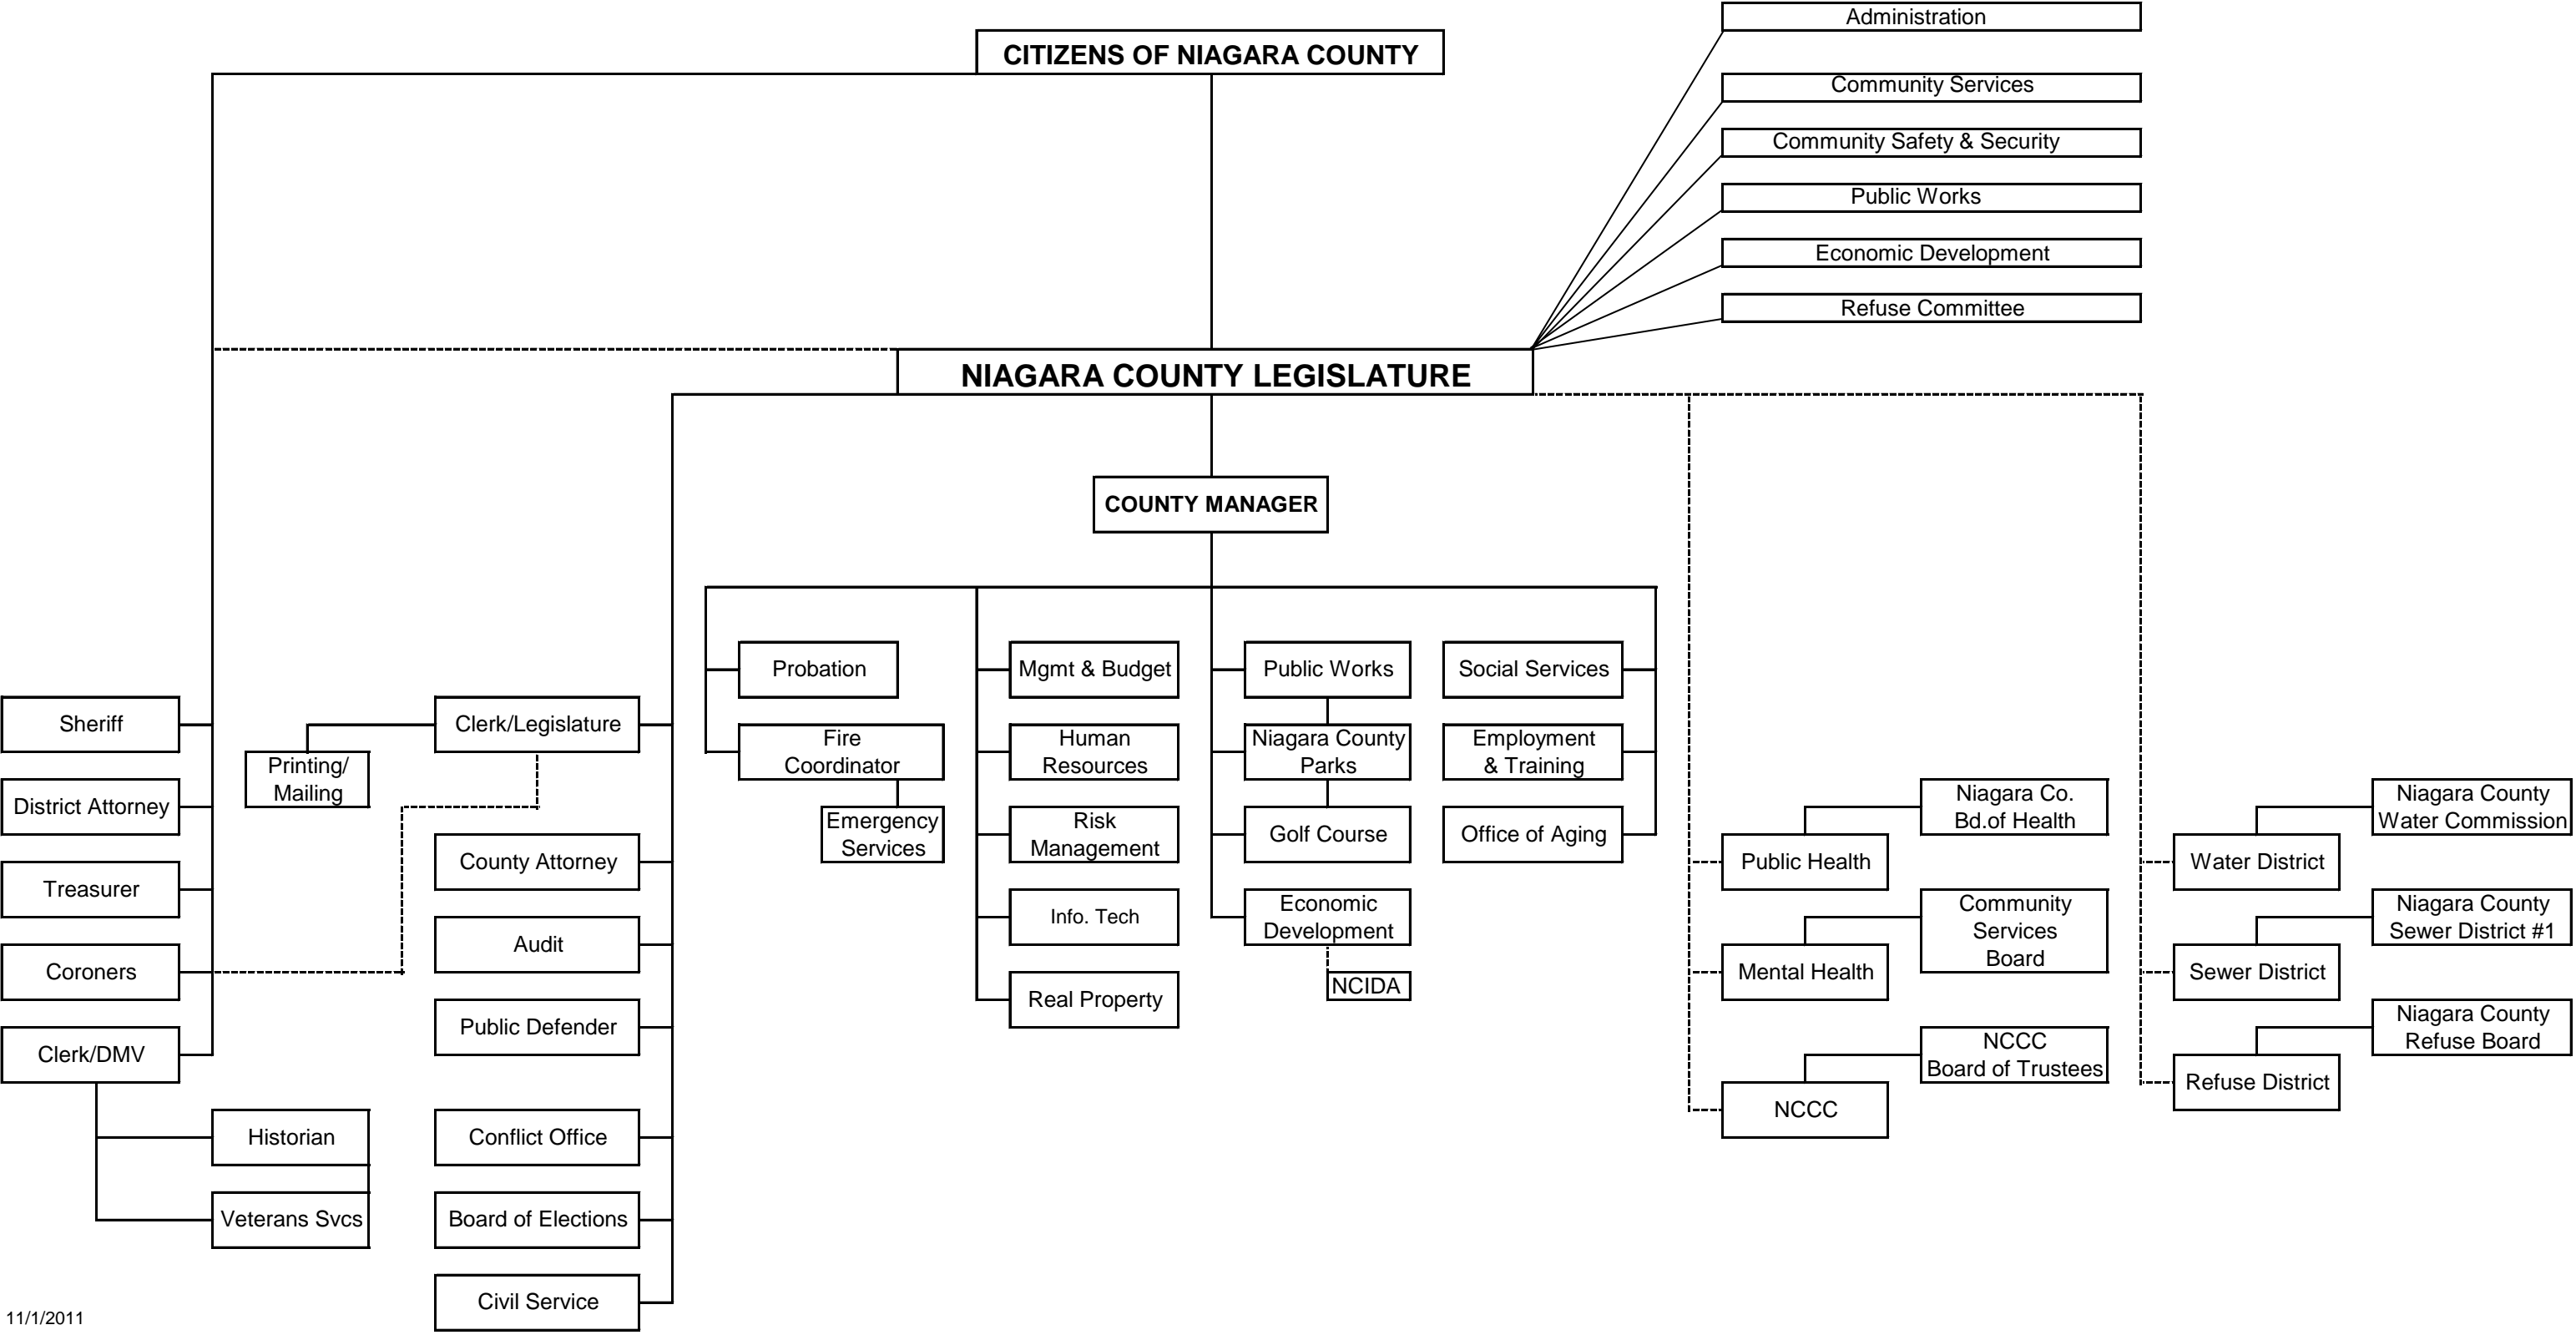 Administration
CITIZENS OF NIAGARA COUNTY
Community Services
Community Safety & Security
Public Works
Economic Development
Refuse Committee
NIAGARA COUNTY LEGISLATURE
COUNTY MANAGER
Sheriff
District Attorney
Treasurer
Coroners
Clerk/DMV
Historian
Veterans Svcs
Printing/
Mailing
Clerk/Legislature
County Attorney
Audit
Public Defender
Conflict Office
Board of Elections
Civil Service
Probation
Fire
Coordinator
Emergency
Services
Mgmt & Budget
Human
Resources
Risk
Management
Info. Tech
Real Property
Public Works
Niagara County
Parks
Golf Course
Economic
Development
NCIDA
Social Services
Employment
& Training
Office of Aging
Niagara Co.
Bd.of Health
Public Health
Community
Services
Board
Mental Health
NCCC
Board of Trustees
NCCC
Niagara County
Water Commission
Water District
Niagara County
Sewer District #1
Sewer District
Niagara County
Refuse Board
Refuse District
11/1/2011